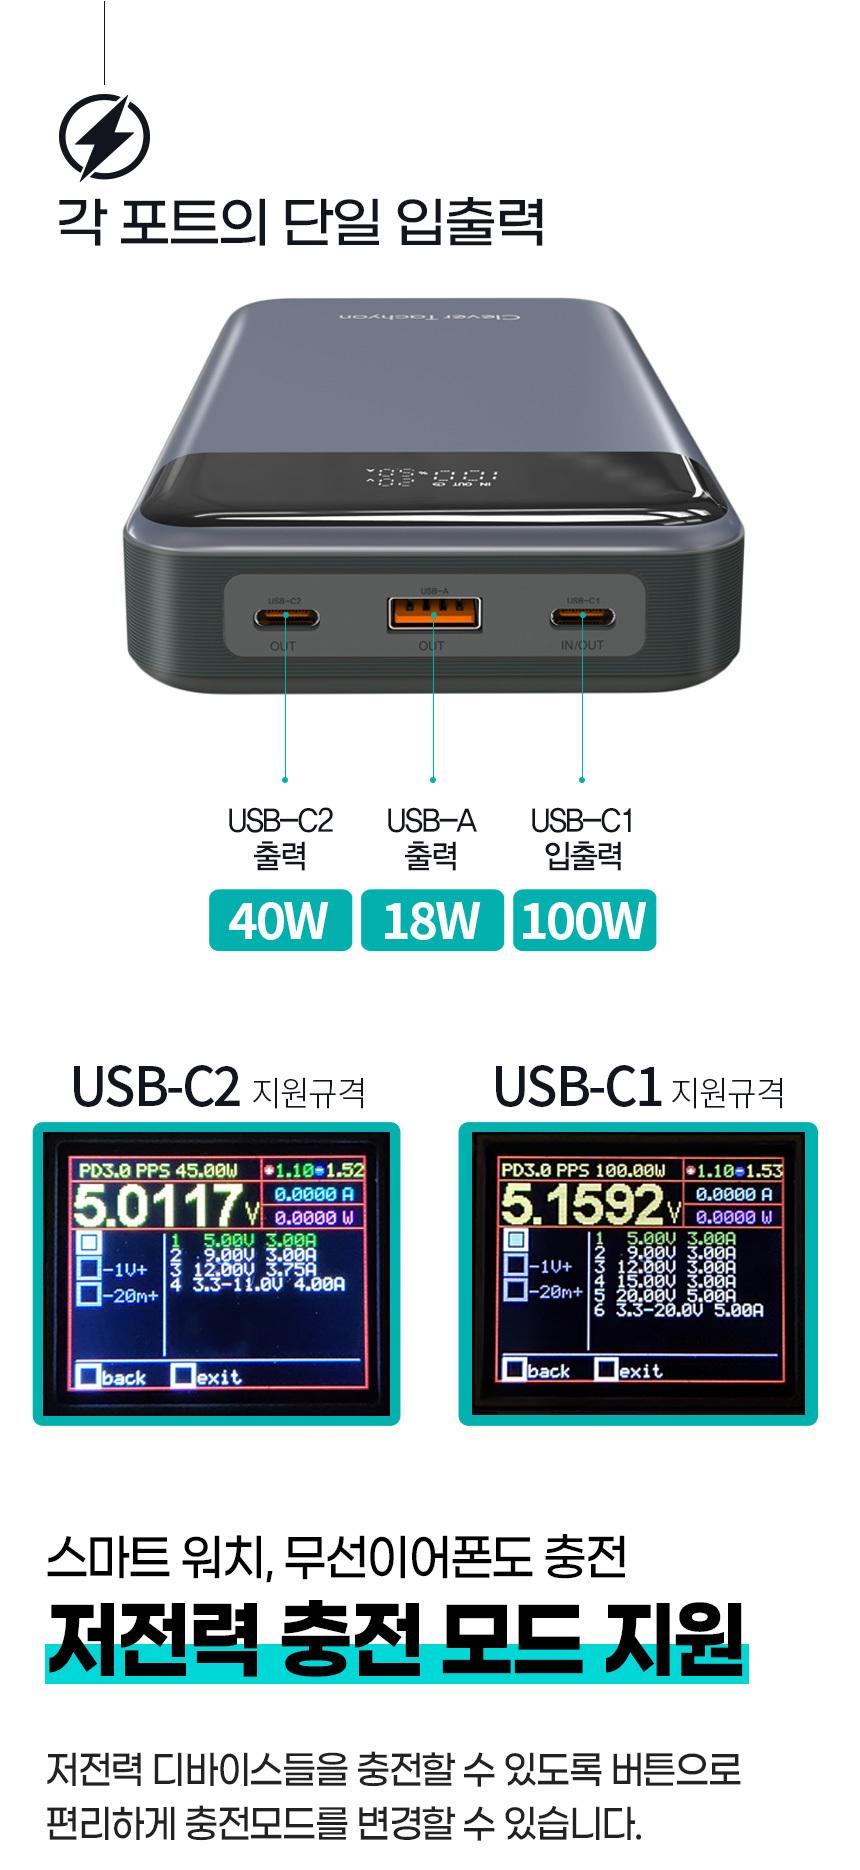 각 포트의 단일 입출력
Clever Tachyon
IN OUT
USB-C2
USB-A
USB-C1
OUT
OUT
IN/OUT
USB-C2
출력
USB-A
출력
USB-C1
입출력
40W
18W
100W
USB-C2 지원규격
PD3.0 PPS 45.00W
1.10 1.52
5.0117V
0.0000 A
0.0000 W
1 5.00V 3.00A
2 9.00V 3.00A
3 12.00V 3.75A
4 3.3-11.0V 4.00A
-1V+
-20m+
back exit
USB-C1 지원규격
PD3.0 PPS 100.00W
1.10 1.53
5.1592V
0.0000 A
0.0000 W
1 5.00V 3.00A
2 9.00V 3.00A
3 12.00V 3.00A
4 15.00V 3.00A
5 20.00V 5.00A
6 3.3-20.0V 5.00A
-1V+
-20m+
back exit
스마트 워치, 무선이어폰도 충전
저전력 충전 모드 지원
저전력 디바이스들을 충전할 수 있도록 버튼으로
편리하게 충전모드를 변경할 수 있습니다.